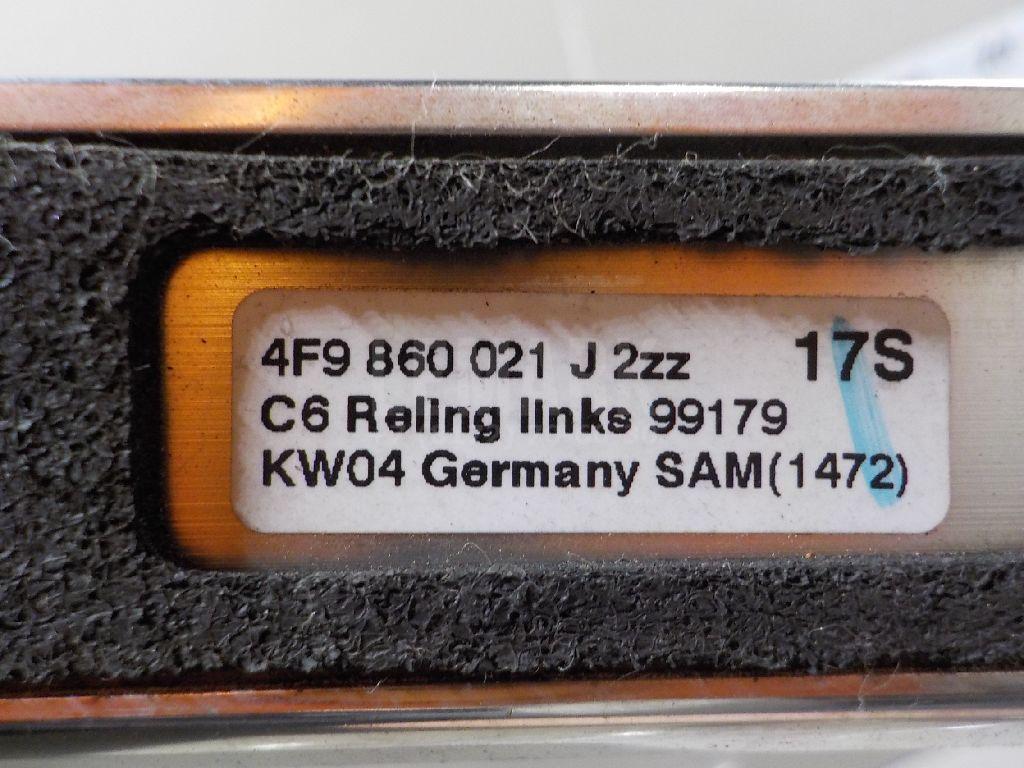 4F9 860 021 J 2zz 17S
C6 Reling links 99179
KW04 Germany SAM(1472)